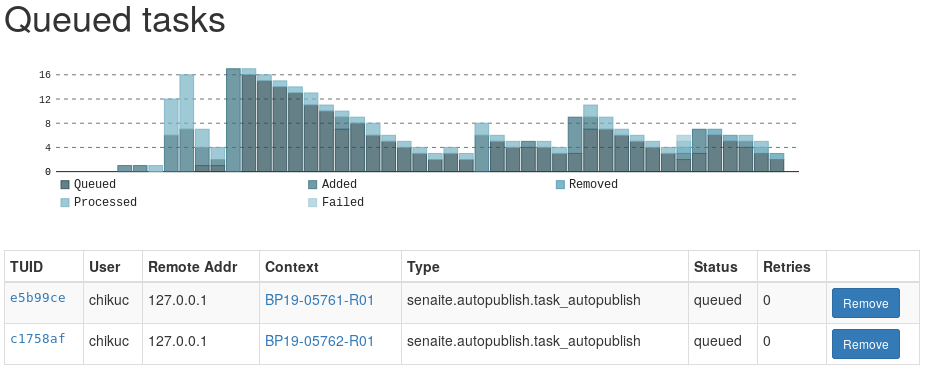 Queued tasks
16
12
8
4
0
Queued Added Removed
Processed Failed
TUID User Remote Addr Context Type Status Retries
e5b99ce chikuc 127.0.0.1 BP19-05761-R01 senaite.autopublish.task_autopublish queued 0 Remove
c1758af chikuc 127.0.0.1 BP19-05762-R01 senaite.autopublish.task_autopublish queued 0 Remove